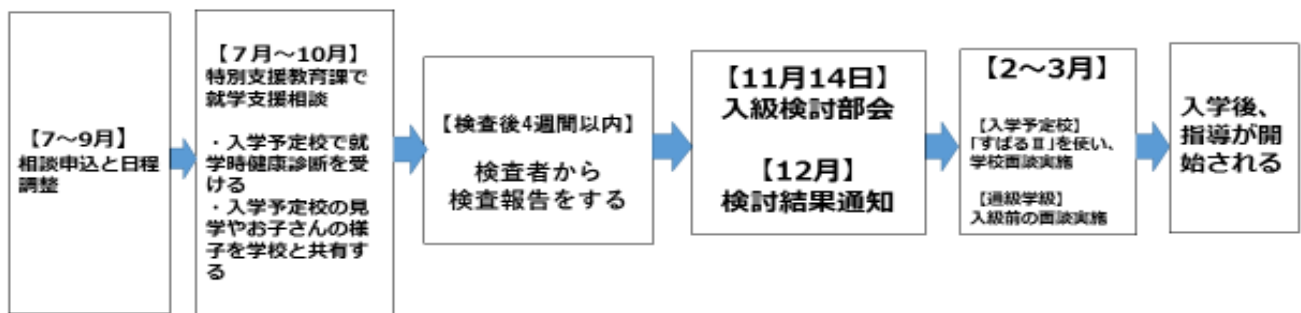 【7~9月】
相談申込と日程
調整
【7月~10月】
特別支援教育課で
就学支援相談
・入学予定校で就
学時健康診断を受
ける
・入学予定校の見
学やお子さんの様
子を学校と共有す
る
【検査後4週間以内】
検査者から
検査報告をする
【11月14日】
入級検討部会
【12月】
検討結果通知
【2~3月】
【入学予定校】
「すばるⅡ」を使い、
学校面談実施
【通級学級】
入級前の面談実施
入学後、
指導が開
始される